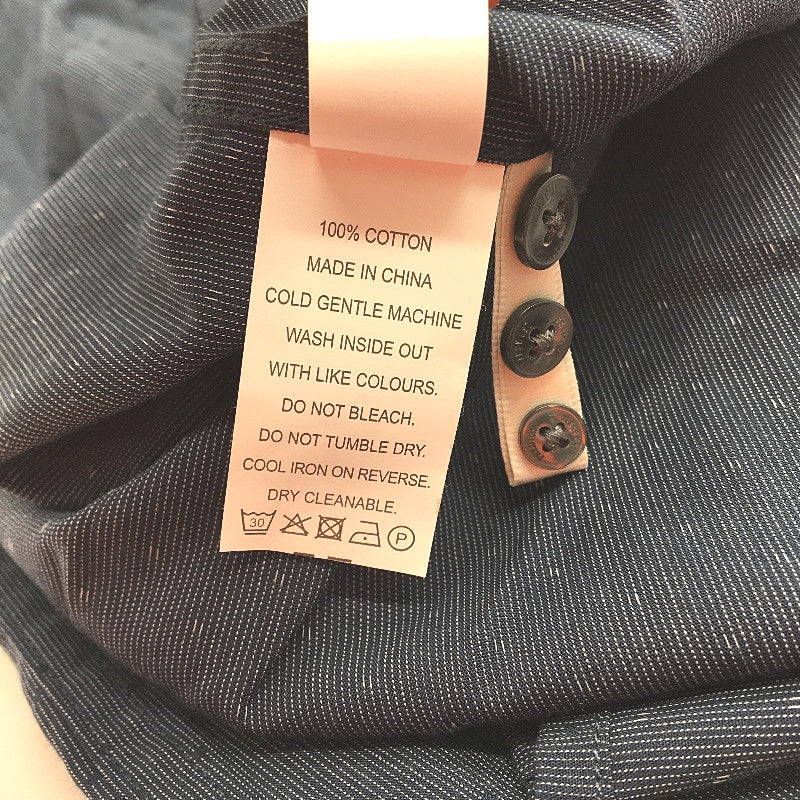 100% COTTON
MADE IN CHINA
COLD GENTLE MACHINE
WASH INSIDE OUT
WITH LIKE COLOURS.
DO NOT BLEACH.
DO NOT TUMBLE DRY.
COOL IRON ON REVERSE.
DRY CLEANABLE.
30 P